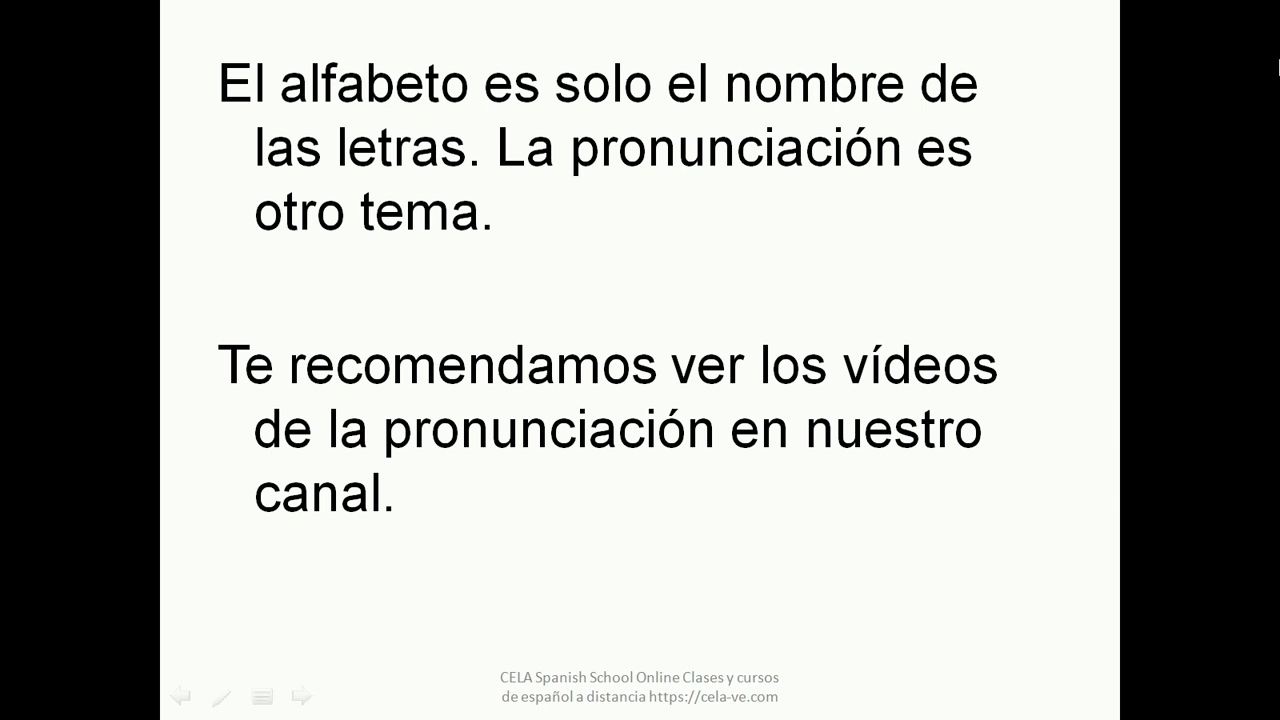 El alfabeto es solo el nombre de
las letras. La pronunciación es
otro tema.
Te recomendamos ver los vídeos
de la pronunciación en nuestro
canal.
CELA Spanish School Online Clases y cursos
de español a distancia https://cela-ve.com